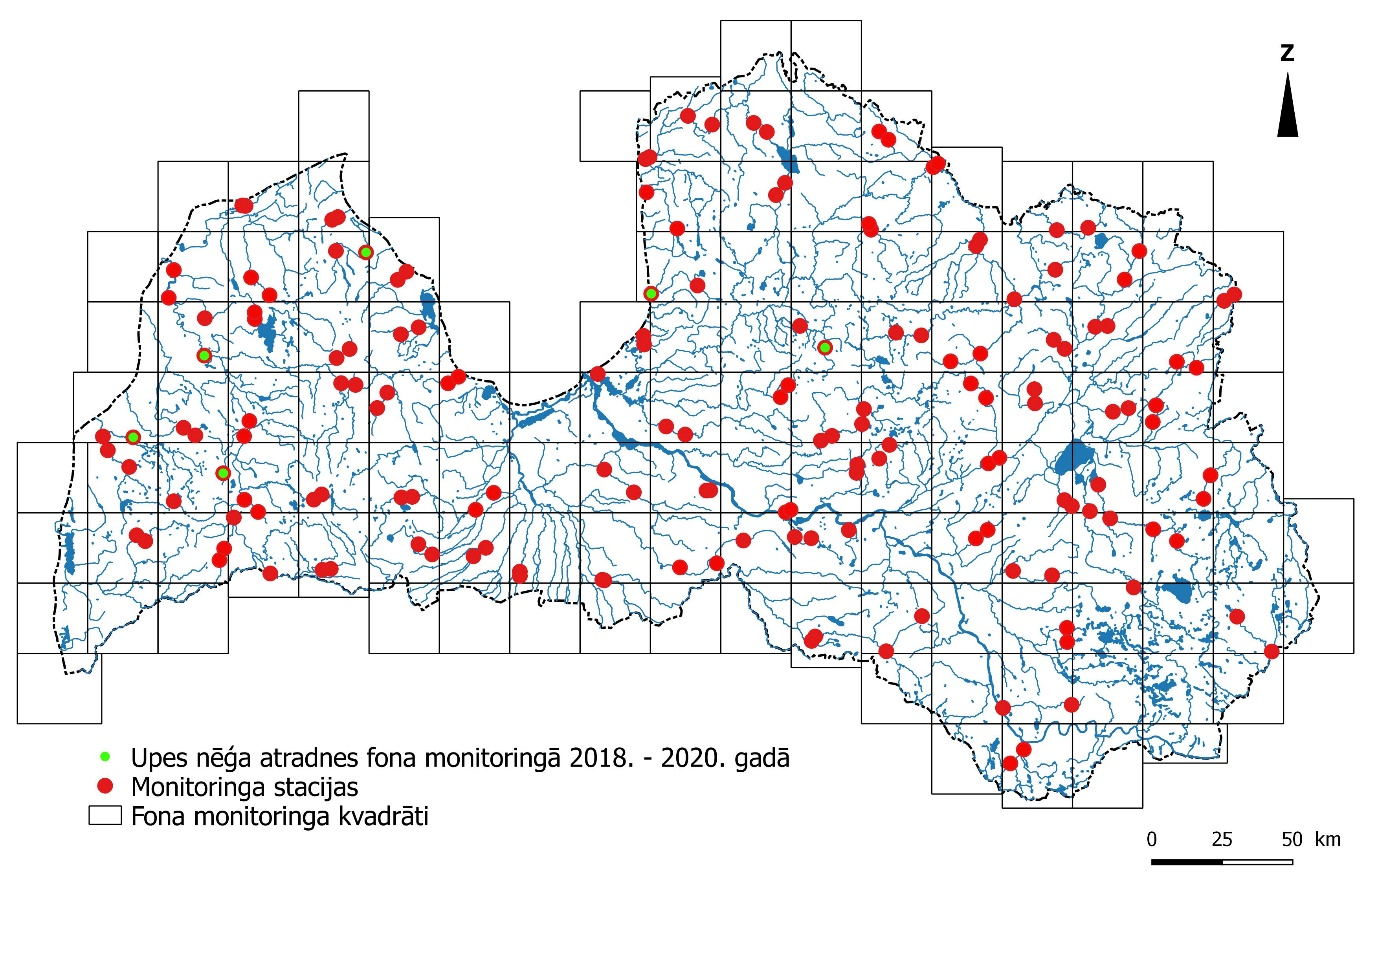 Z
Upes nēģa atradnes fona monitoringā 2018. - 2020. gadā
Monitoringa stacijas
Fona monitoringa kvadrāti
0 25 50 km